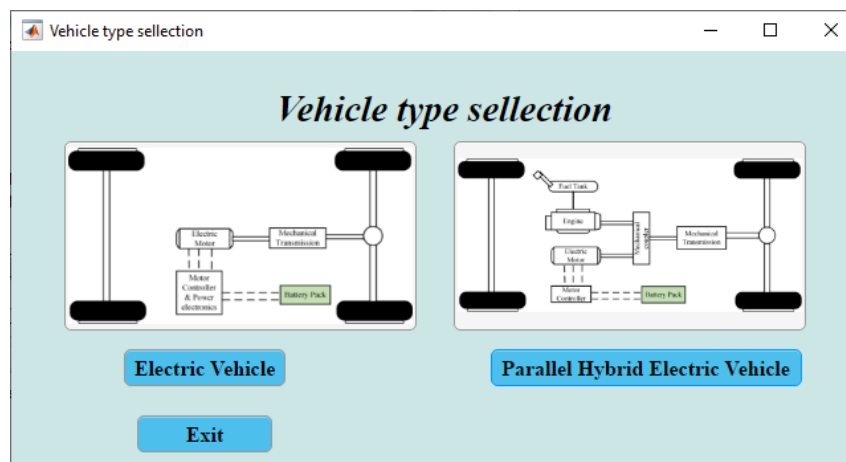 Vehicle type sellection
Vehicle type sellection
Electric
Motor
Mechanical
Transmission
Motor
Controller
& Power
electronics
Battery Pack
Fuel Tank
Engine
Mechanical
coupler
Electric
Motor
Mechanical
Transmission
Motor
Controller
Battery Pack
Electric Vehicle
Parallel Hybrid Electric Vehicle
Exit